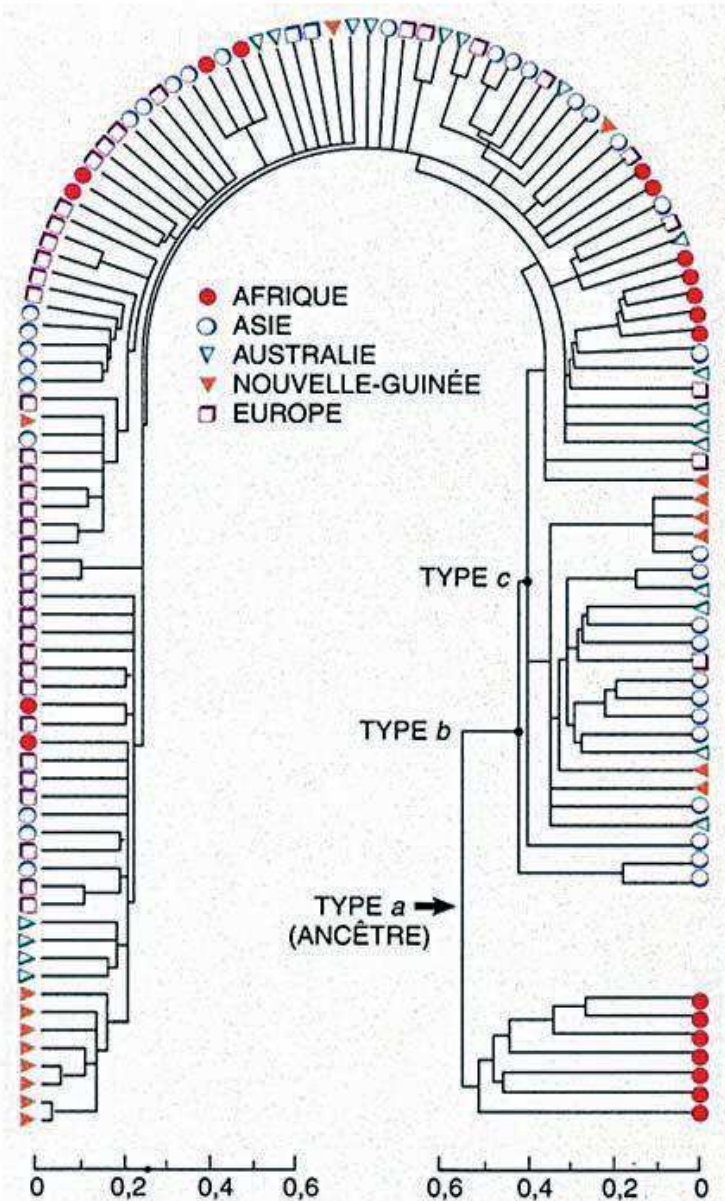 AFRIQUE
ASIE
AUSTRALIE
NOUVELLE-GUINÉE
EUROPE
TYPE c
TYPE b
TYPE a
(ANCÊTRE)
0 0,2 0,4 0,6 0,6 0,4 0,2 0